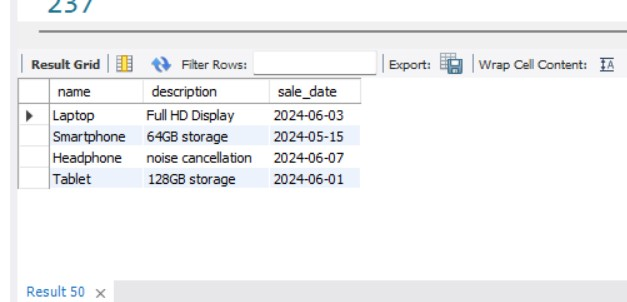 237
Result Grid Filter Rows: Export: Wrap Cell Content: IA
name description sale_date
Laptop Full HD Display 2024-06-03
Smartphone 64GB storage 2024-05-15
Headphone noise cancellation 2024-06-07
Tablet 128GB storage 2024-06-01
Result 50 ×